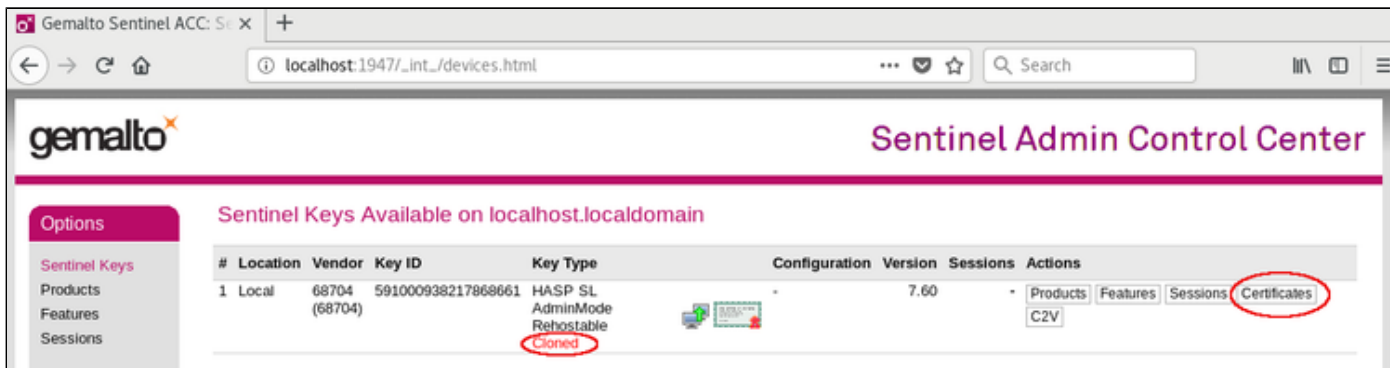 Gemalto Sentinel ACC: Se
localhost:1947/_int_/devices.html
Search
gemalto
Sentinel Admin Control Center
Options
Sentinel Keys
Products
Features
Sessions
Sentinel Keys Available on localhost.localdomain
# Location Vendor Key ID Key Type Configuration Version Sessions Actions
1 Local 68704 591000938217868661 HASP SL - 7.60 - Products Features Sessions Certificates
(68704) AdminMode C2V
Rehostable
Cloned